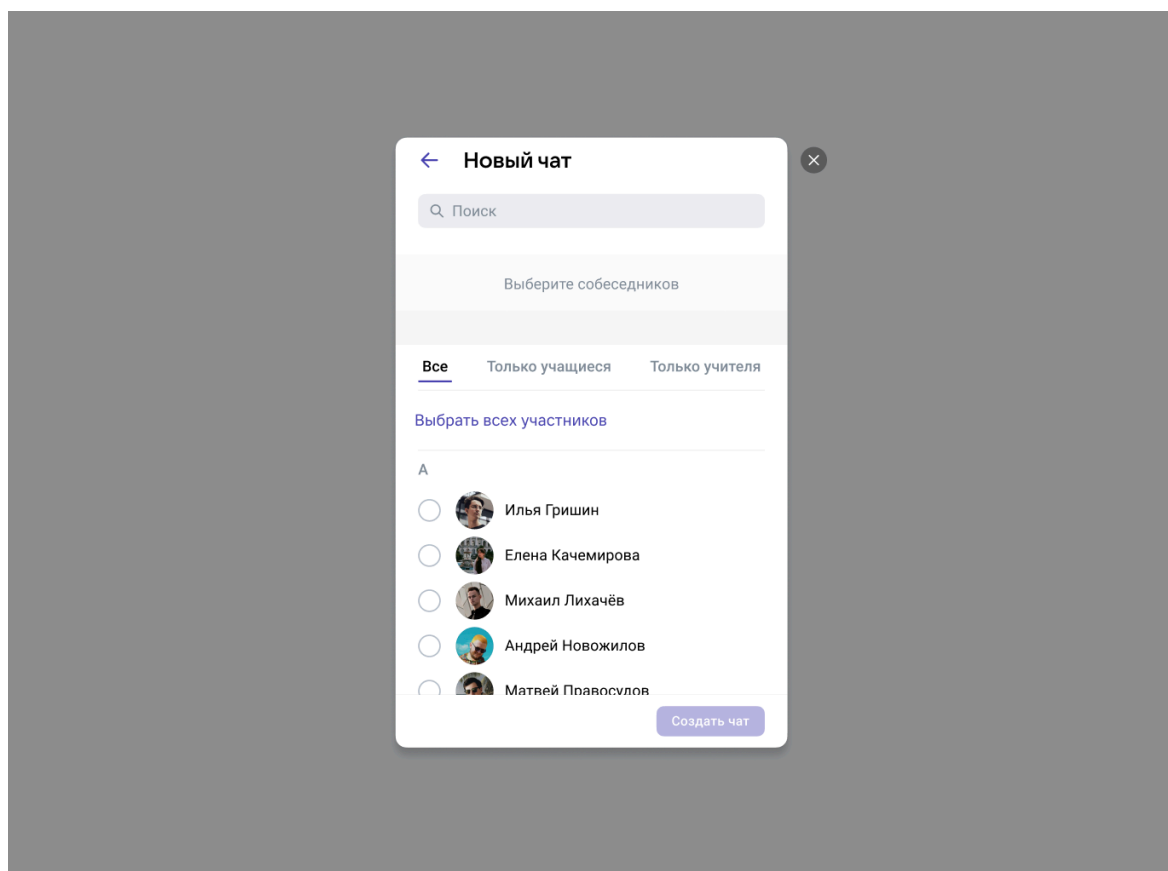 Новый чат
Поиск
Выберите собеседников
Все Только учащиеся Только учителя
Выбрать всех участников
А
Илья Гришин
Елена Качемирова
Михаил Лихачёв
Андрей Новожилов
Матвей Правосудов
Создать чат